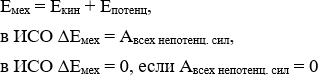 Eмех = Eкин + Eпотенц,
в ИСО ΔEмех = Aвсех непотенц. сил,
в ИСО ΔEмех = 0, если Aвсех непотенц. сил = 0